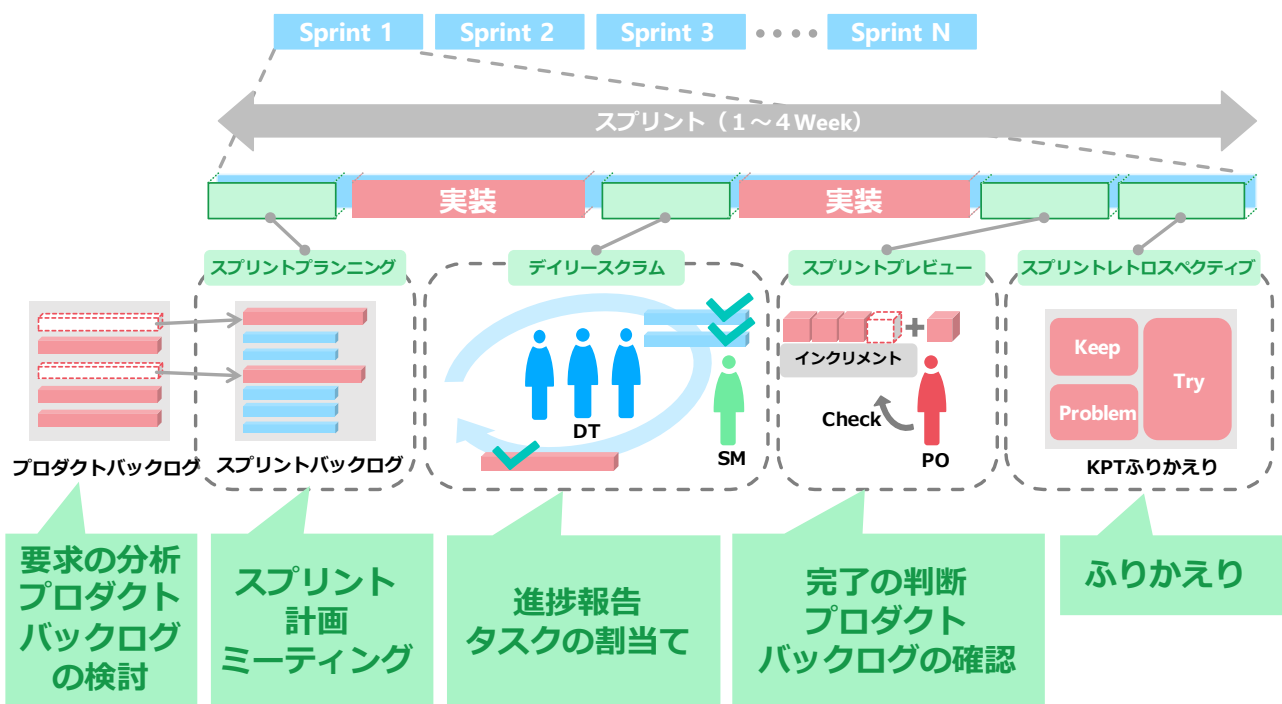 Sprint 1
Sprint 2
Sprint 3
Sprint N
スプリント（１～４Week）
実装
実装
スプリントプランニング
デイリースクラム
スプリントプレビュー
スプリントレトロスペクティブ
インクリメント
Keep
Problem
Try
Check
DT
SM
PO
プロダクトバックログ
スプリントバックログ
KPTふりかえり
要求の分析
プロダクト
バックログ
の検討
スプリント
計画
ミーティング
進捗報告
タスクの割当て
完了の判断
プロダクト
バックログの確認
ふりかえり